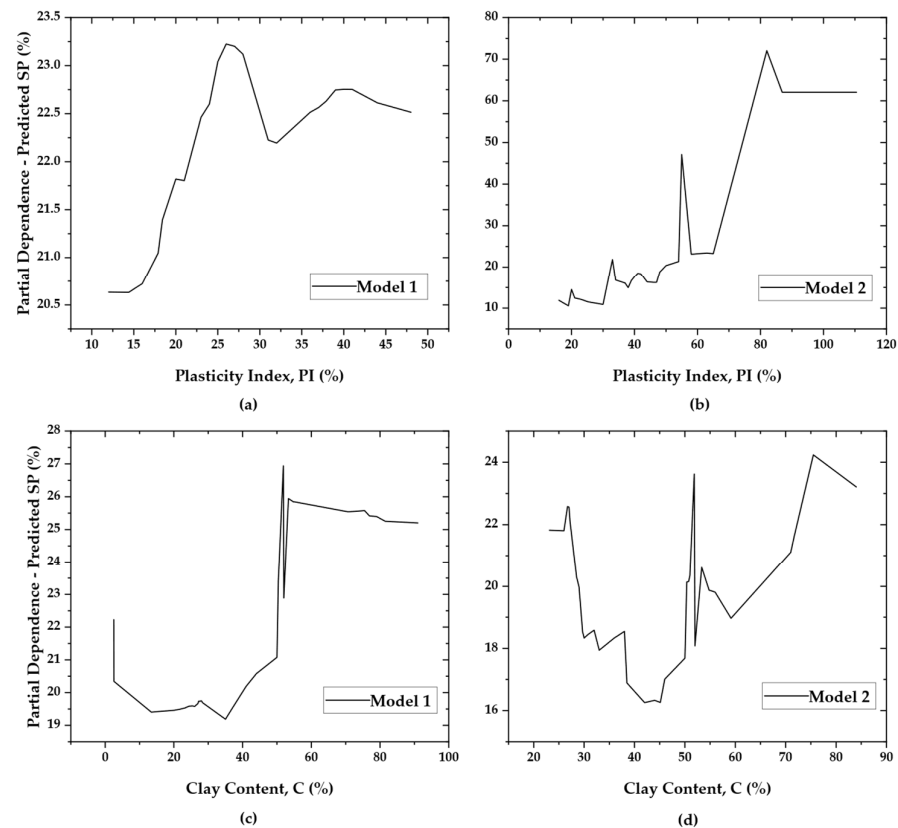 Partial Dependence - Predicted SP (%)
23.5
23.0
22.5
22.0
21.5
21.0
20.5
10 15 20 25 30 35 40 45 50
Model 1
Plasticity Index, PI (%)
(a)
80
70
60
50
40
30
20
10
0 20 40 60 80 100 120
Model 2
Plasticity Index, PI (%)
(b)
Partial Dependence - Predicted SP (%)
28
27
26
25
24
23
22
21
20
19
0 20 40 60 80 100
Model 1
Clay Content, C (%)
(c)
24
22
20
18
16
20 30 40 50 60 70 80 90
Model 2
Clay Content, C (%)
(d)